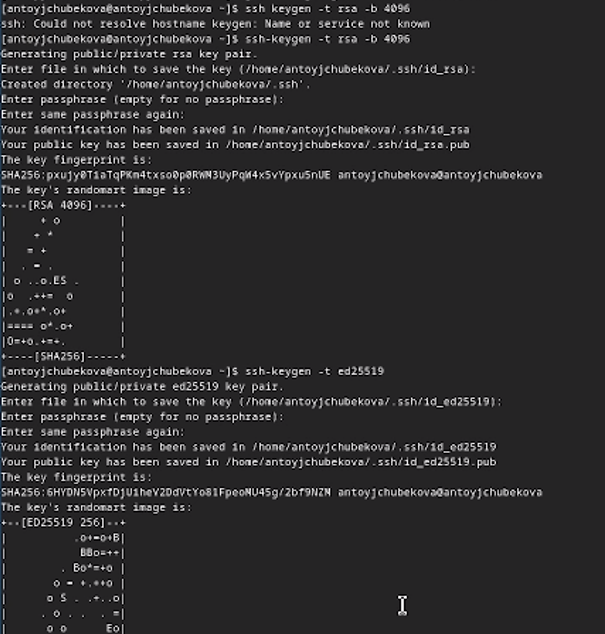 [antoyjchubekova@antoyjchubekova ~]$ ssh keygen -t rsa -b 4096
ssh: Could not resolve hostname keygen: Name or service not known
[antoyjchubekova@antoyjchubekova ~]$ ssh-keygen -t rsa -b 4096
Generating public/private rsa key pair.
Enter file in which to save the key (/home/antoyjchubekova/.ssh/id_rsa):
Created directory '/home/antoyjchubekova/.ssh'.
Enter passphrase (empty for no passphrase):
Enter same passphrase again:
Your identification has been saved in /home/antoyjchubekova/.ssh/id_rsa
Your public key has been saved in /home/antoyjchubekova/.ssh/id_rsa.pub
The key fingerprint is:
antoyjchubekova@antoyjchubekova
The key's randomart image is:
+---[RSA 4096]----+
|     + o         |
|    + *          |
|   = +           |
|  . = .          |
| o ..o.ES .      |
|o  .++=  o       |
|.+.o+*.o+        |
|==== o*.o+       |
|O=+o.+=+.        |
+----[SHA256]-----+
[antoyjchubekova@antoyjchubekova ~]$ ssh-keygen -t ed25519
Generating public/private ed25519 key pair.
Enter file in which to save the key (/home/antoyjchubekova/.ssh/id_ed25519):
Enter passphrase (empty for no passphrase):
Enter same passphrase again:
Your identification has been saved in /home/antoyjchubekova/.ssh/id_ed25519
Your public key has been saved in /home/antoyjchubekova/.ssh/id_ed25519.pub
The key fingerprint is:
antoyjchubekova@antoyjchubekova
The key's randomart image is:
+--[ED25519 256]--+
|          .o+=o+B|
|           BBo=++|
|         . Bo*=+o |
|       o = +.++o |
|      o S . .+..o|
|     . o . .  . =|
|      o o      Eo|